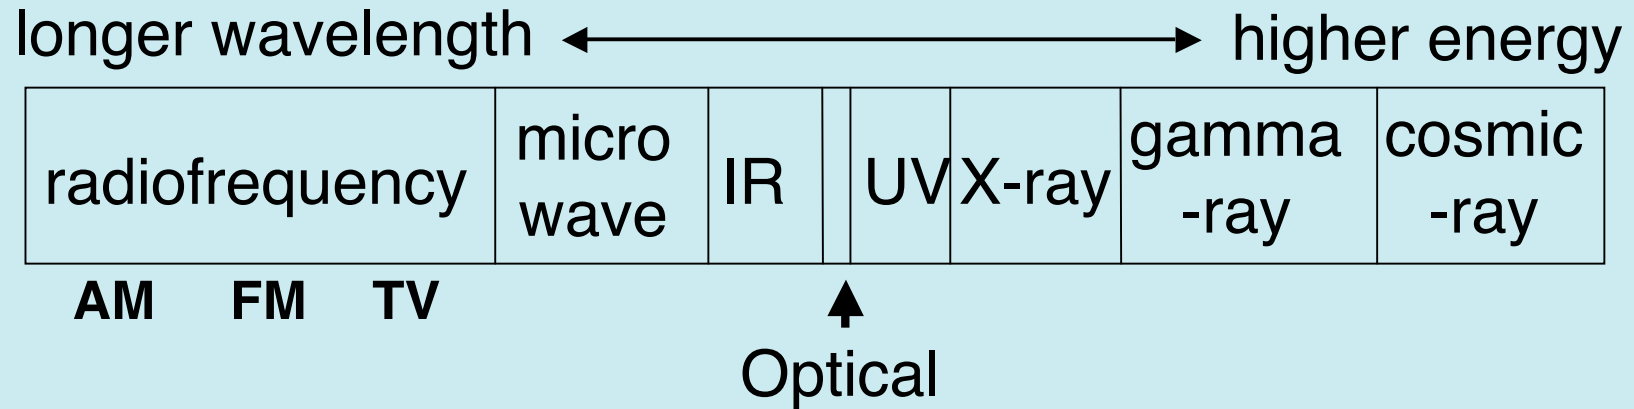 longer wavelength higher energy
radiofrequency
micro
wave
IR
UV
X-ray
gamma
-ray
cosmic
-ray
AM FM TV
Optical